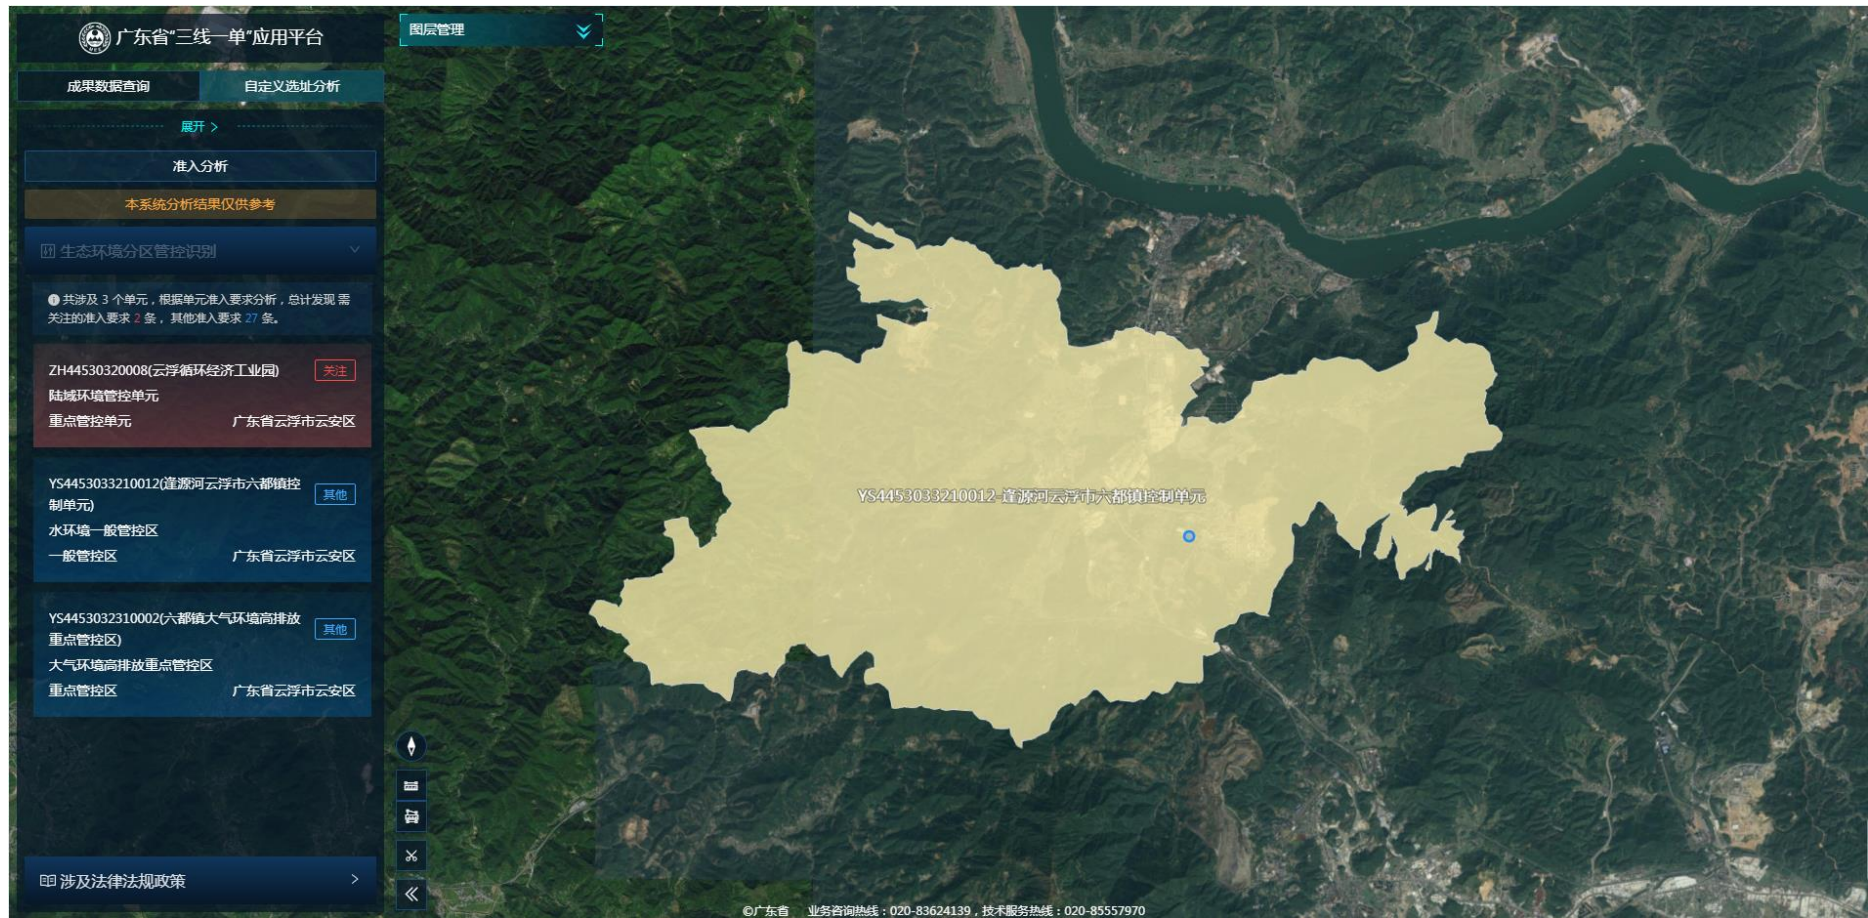 广东省“三线一单”应用平台
图层管理
成果数据查询
自定义选址分析
展开 >
准入分析
本系统分析结果仅供参考
生态环境分区管控识别
共涉及 3 个单元，根据单元准入要求分析，总计发现 需
关注的准入要求 2 条， 其他准入要求 27 条。
ZH44530320008(云浮循环经济工业园)
关注
陆域环境管控单元
重点管控单元
广东省云浮市云安区
YS4453033210012(逢源河云浮市六都镇控
制单元)
其他
水环境一般管控区
一般管控区
广东省云浮市云安区
YS4453032310002(六都镇大气环境高排放
重点管控区)
其他
大气环境高排放重点管控区
重点管控区
广东省云浮市云安区
涉及法律法规政策
YS4453033210012-逢源河云浮市六都镇控制单元
©广东省 业务咨询热线：020-83624139，技术服务热线：020-85557970